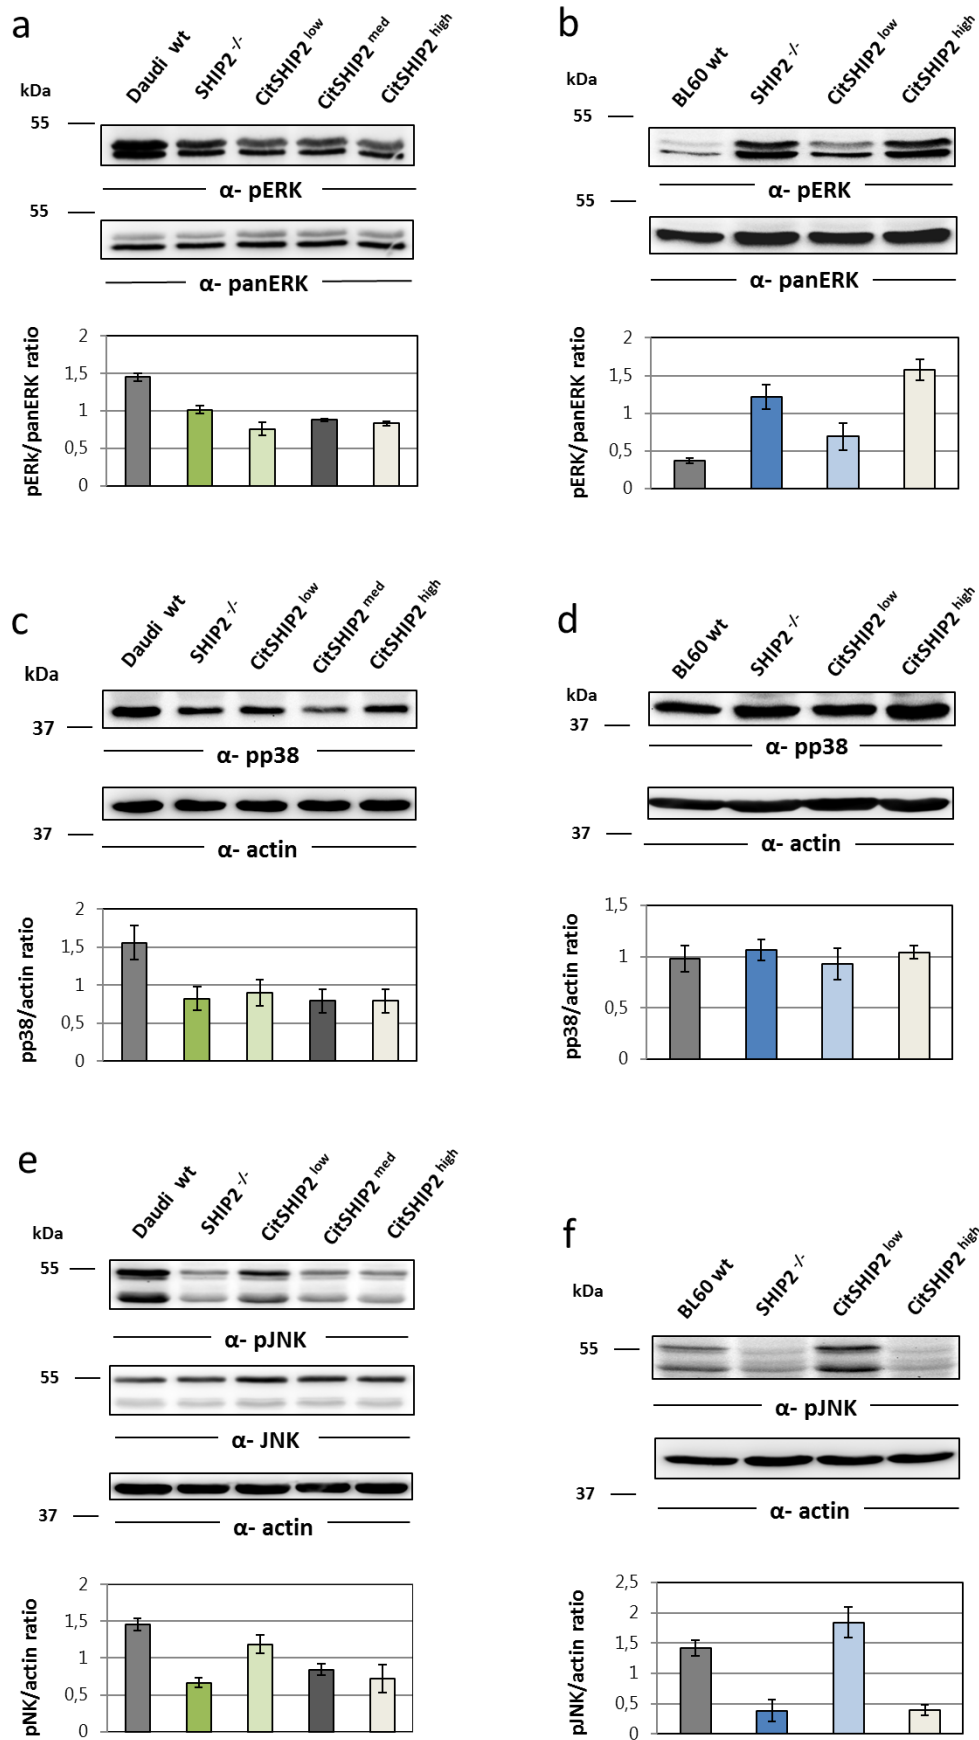 a
Daudi wt
SHIP2 -/-
CitSHIP2 low
CitSHIP2 med
CitSHIP2 high
kDa
55
α- pERK
55
α- panERK
pERk/panERK ratio
2
1,5
1
0,5
0
b
BL60 wt
SHIP2 -/-
CitSHIP2 low
CitSHIP2 high
kDa
55
α- pERK
55
α- panERK
pERK/panERK ratio
2
1,5
1
0,5
0
c
Daudi wt
SHIP2 -/-
CitSHIP2 low
CitSHIP2 med
CitSHIP2 high
kDa
37
α- pp38
37
α- actin
pp38/actin ratio
2
1,5
1
0,5
0
d
BL60 wt
SHIP2 -/-
CitSHIP2 low
CitSHIP2 high
kDa
37
α- pp38
37
α- actin
pp38/actin ratio
1,5
1
0,5
0
e
Daudi wt
SHIP2 -/-
CitSHIP2 low
CitSHIP2 med
CitSHIP2 high
kDa
55
α- pJNK
55
α- JNK
37
α- actin
pNK/actin ratio
2
1,5
1
0,5
0
f
BL60 wt
SHIP2 -/-
CitSHIP2 low
CitSHIP2 high
kDa
55
α- pJNK
37
α- actin
pJNK/actin ratio
2,5
2
1,5
1
0,5
0